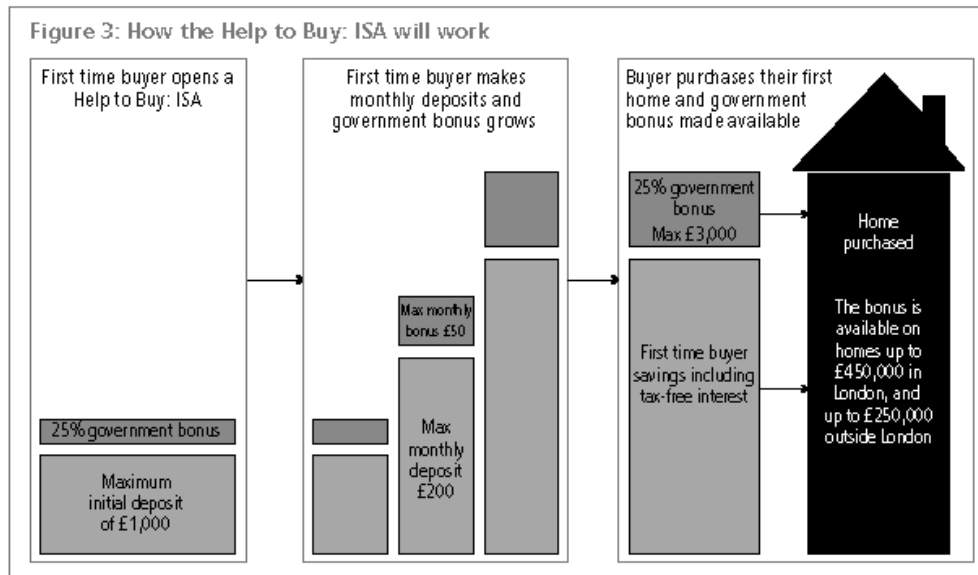 Figure 3: How the Help to Buy: ISA will work
First time buyer opens a
Help to Buy: ISA
25% government bonus
Maximum
initial deposit
of £1,000
First time buyer makes
monthly deposits and
government bonus grows
Max monthly
bonus £50
Max
monthly
deposit
£200
Buyer purchases their first
home and government
bonus made available
25% government
bonus
Max £3,000
First time buyer
savings including
tax-free interest
Home
purchased
The bonus is
available on
homes up to
£450,000 in
London, and
up to £250,000
outside London